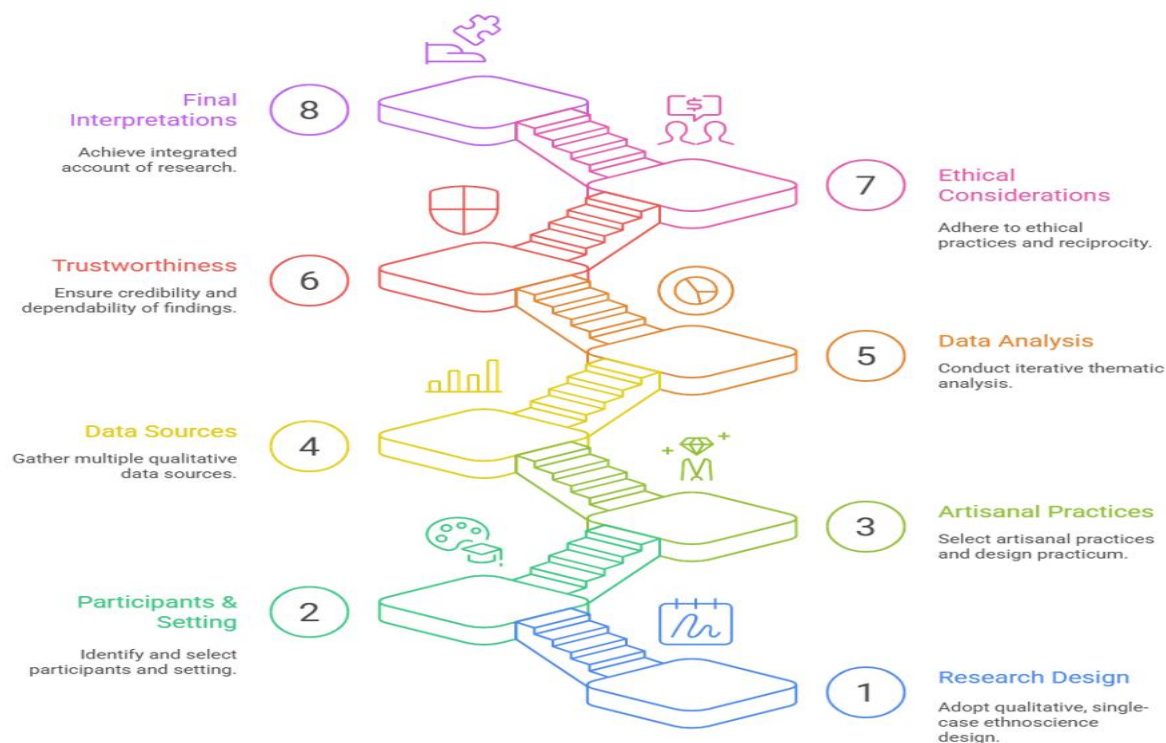 Final
Interpretations
8
Achieve integrated
account of research.
$
7
Ethical
Considerations
Adhere to ethical
practices and reciprocity.
Trustworthiness
6
Ensure credibility and
dependability of findings.
5
Data Analysis
Conduct iterative thematic
analysis.
Data Sources
4
Gather multiple qualitative
data sources.
3
Artisanal Practices
Select artisanal practices
and design practicum.
Participants &
Setting
2
Identify and select
participants and setting.
1
Research Design
Adopt qualitative, single-
case ethnoscience
design.